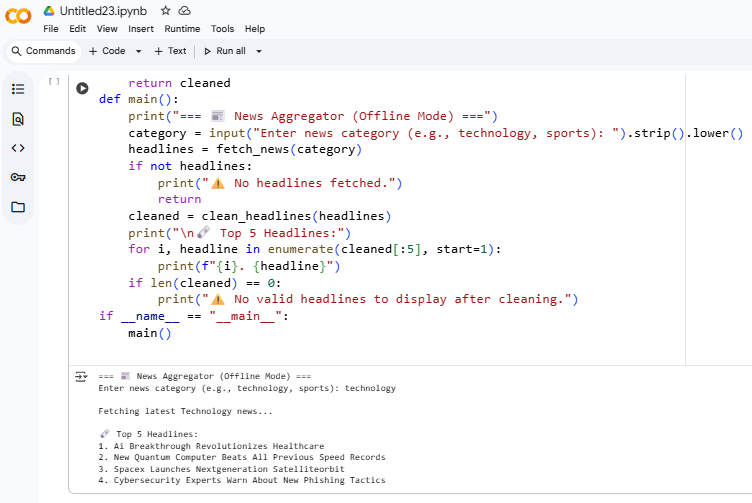 Untitled23.ipynb
File Edit View Insert Runtime Tools Help
Commands + Code + Text Run all
[ ]
return cleaned
def main():
print("=== 📰 News Aggregator (Offline Mode) ===")
category = input("Enter news category (e.g., technology, sports): ").strip().lower()
headlines = fetch_news(category)
if not headlines:
print("⚠️ No headlines fetched.")
return
cleaned = clean_headlines(headlines)
print("\n🗞️ Top 5 Headlines:")
for i, headline in enumerate(cleaned[:5], start=1):
print(f"{i}. {headline}")
if len(cleaned) == 0:
print("⚠️ No valid headlines to display after cleaning.")
if __name__ == "__main__":
main()
=== 📰 News Aggregator (Offline Mode) ===
Enter news category (e.g., technology, sports): technology
Fetching latest Technology news...
🗞️ Top 5 Headlines:
1. Ai Breakthrough Revolutionizes Healthcare
2. New Quantum Computer Beats All Previous Speed Records
3. Spacex Launches Nextgeneration Satelliteorbit
4. Cybersecurity Experts Warn About New Phishing Tactics